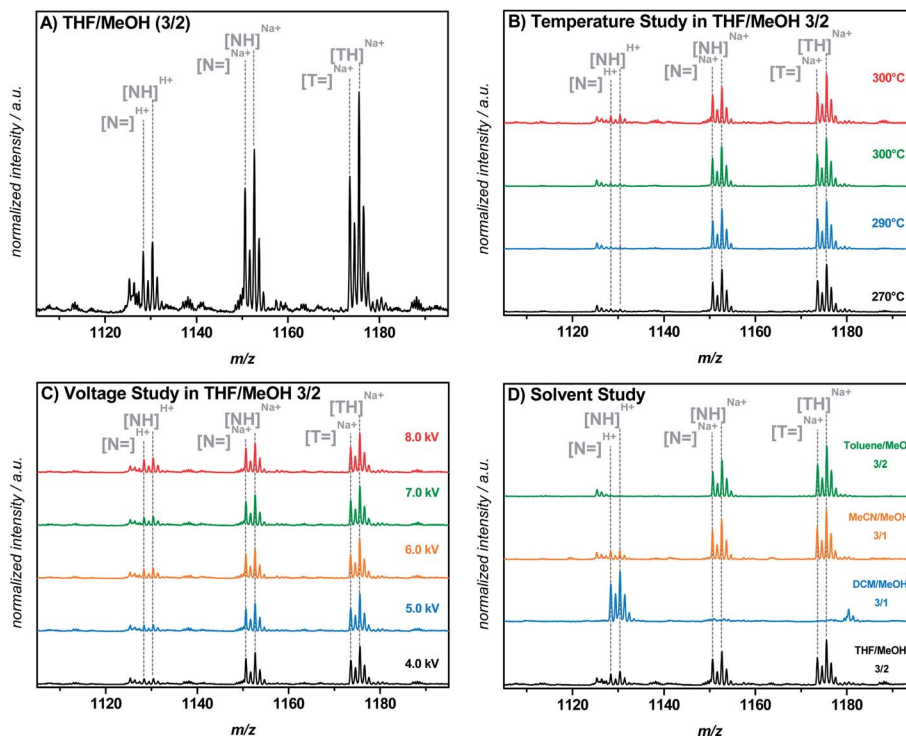 A) THF/MeOH (3/2)
[NH]Na+
[N=]Na+
[TH]Na+
[T=]Na+
[NH]H+
[N=]H+
normalized intensity / a.u.
1120 1140 1160 1180
m/z
B) Temperature Study in THF/MeOH 3/2
[NH]H+
[N=]H+
[NH]Na+
[N=]Na+
[TH]Na+
[T=]Na+
300°C
300°C
290°C
270°C
normalized intensity / a.u.
1120 1140 1160 1180
m/z
C) Voltage Study in THF/MeOH 3/2
[NH]H+
[N=]H+
[NH]Na+
[N=]Na+
[TH]Na+
[T=]Na+
8.0 kV
7.0 kV
6.0 kV
5.0 kV
4.0 kV
normalized intensity / a.u.
1120 1140 1160 1180
m/z
D) Solvent Study
[NH]H+
[N=]H+
[NH]Na+
[N=]Na+
[TH]Na+
[T=]Na+
Toluene/MeO
3/2
MeCN/MeOH
3/1
DCM/MeOH
3/1
THF/MeOH
3/2
normalized intensity / a.u.
1120 1140 1160 1180
m/z